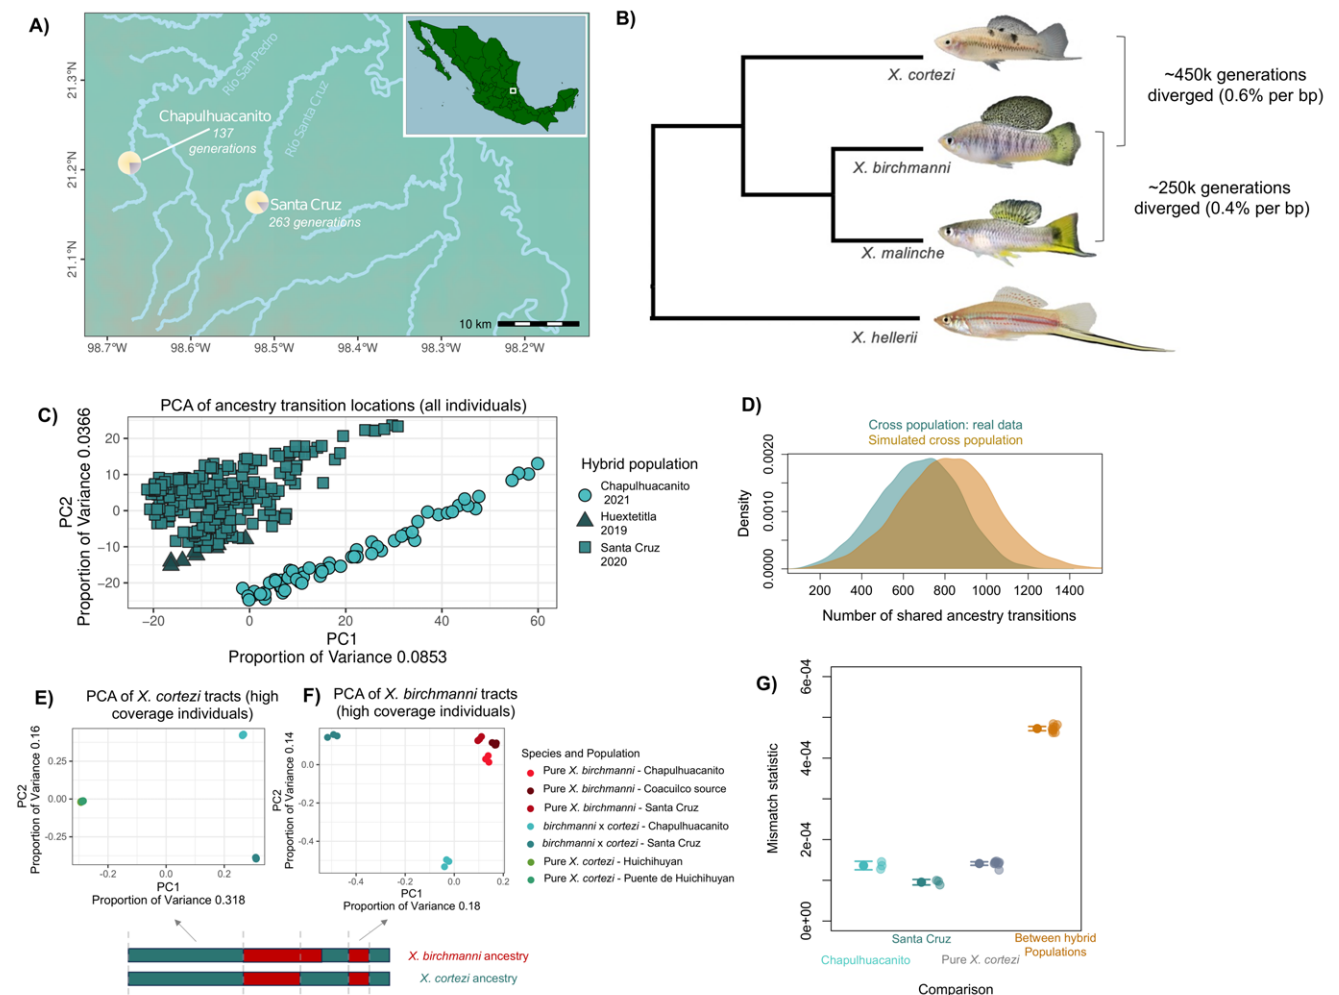 A)
Río San Pedro
Chapulhuacanito
137
generations
Río Santa Cruz
Santa Cruz
263 generations
21.3°N
21.2°N
21.1°N
10 km
98.7°W
98.6°W
98.5°W
98.4°W
98.3°W
98.2°W
B)
X. cortezi
X. birchmanni
X. malinche
X. hellerii
~450k generations
diverged (0.6% per bp)
~250k generations
diverged (0.4% per bp)
C)
PCA of ancestry transition locations (all individuals)
PC2
Proportion of Variance 0.0366
20
10
0
−10
−20
−20
0
20
40
60
PC1
Proportion of Variance 0.0853
Hybrid population
Chapulhuacanito
2021
Huextetitla
2019
Santa Cruz
2020
D)
Cross population: real data
Simulated cross population
Density
0.0020
0.0010
0.0000
200
400
600
800
1000
1200
1400
Number of shared ancestry transitions
E)
PCA of X. cortezi tracts (high
coverage individuals)
PC2
Proportion of Variance 0.16
0.25
0.00
-0.25
-0.2
0.0
0.2
PC1
Proportion of Variance 0.318
F)
PCA of X. birchmanni tracts
(high coverage individuals)
PC2
Proportion of Variance 0.14
0.0
-0.2
-0.4
-0.4
-0.2
0.0
0.2
PC1
Proportion of Variance 0.18
Species and Population
Pure X. birchmanni - Chapulhuacanito
Pure X. birchmanni - Coacuilco source
Pure X. birchmanni - Santa Cruz
birchmanni x cortezi - Chapulhuacanito
birchmanni x cortezi - Santa Cruz
Pure X. cortezi - Huichihuyan
Pure X. cortezi - Puente de Huichihuyan
X. birchmanni ancestry
X. cortezi ancestry
G)
Mismatch statistic
6e-04
4e-04
2e-04
0e+00
Santa Cruz
Between hybrid
Populations
Chapulhuacanito
Pure X. cortezi
Comparison